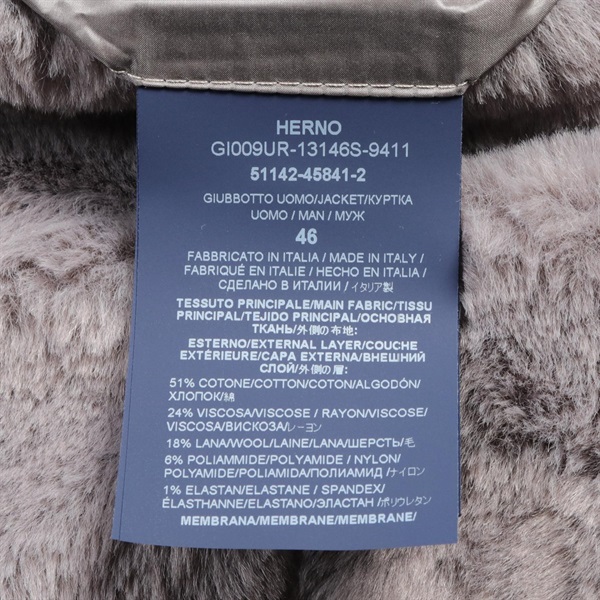 HERNO
GI009UR-13146S-9411
51142-45841-2
GIUBBOTTO UOMO/JACKET/КУРТКА
UOMO / MAN / МУЖ
46
FABBRICATO IN ITALIA / MADE IN ITALY /
FABRIQUÉ EN ITALIE / HECHO EN ITALIA /
СДЕЛАНО В ИТАЛИИ / イタリア製
TESSUTO PRINCIPALE/MAIN FABRIC/TISSU
PRINCIPAL/TEJIDO PRINCIPAL/ОСНОВНАЯ
ТКАНЬ/外側の布地:
ESTERNO/EXTERNAL LAYER/COUCHE
EXTÉRIEURE/CAPA EXTERNA/ВНЕШНИЙ
СЛОЙ/外側の層:
51% COTONE/COTTON/COTON/ALGODÓN/
ХЛОПОК/綿
24% VISCOSA/VISCOSE / RAYON/VISCOSE/
VISCOSA/ВИСКОЗА/レーヨン
18% LANA/WOOL/LAINE/LANA/ШЕРСТЬ/毛
6% POLIAMMIDE/POLYAMIDE / NYLON/
POLYAMIDE/POLIAMIDA/ПОЛИАМИД /ナイロン
1% ELASTAN/ELASTANE / SPANDEX/
ÉLASTHANNE/ELASTANO/ЭЛАСТАН /ポリウレタン
MEMBRANA/MEMBRANE/MEMBRANE/